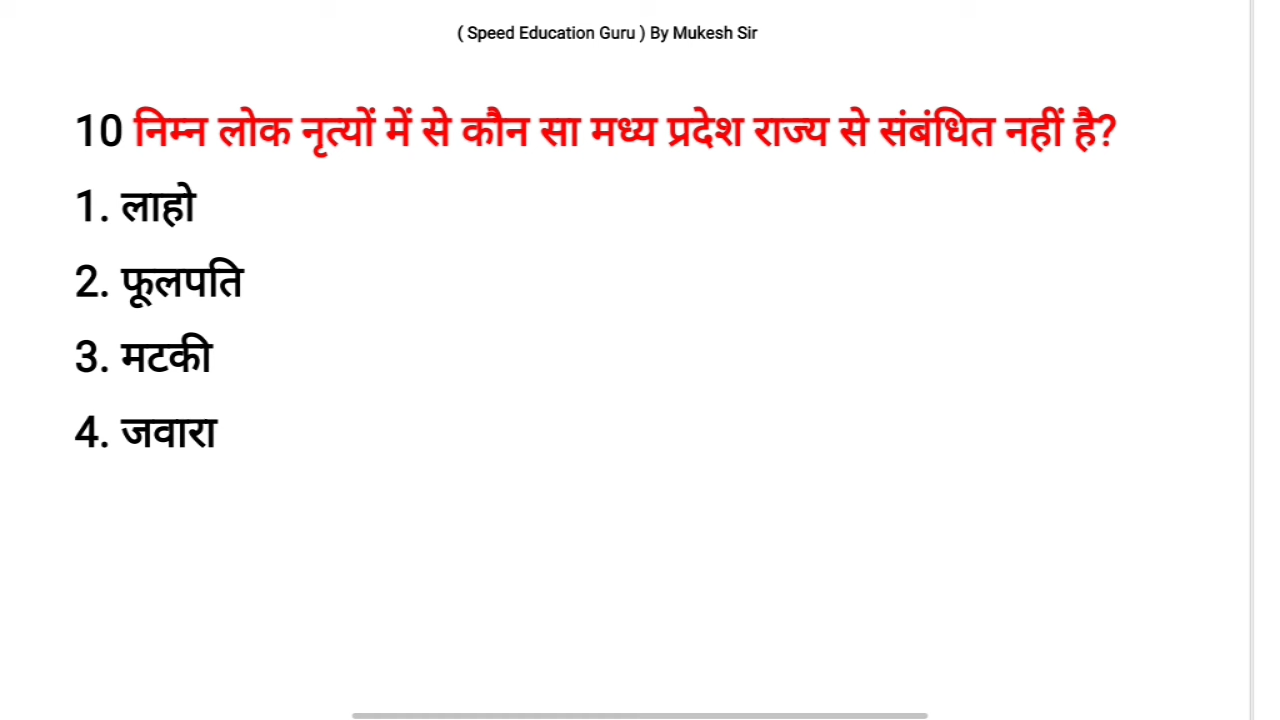 ( Speed Education Guru ) By Mukesh Sir
10 निम्न लोक नृत्यों में से कौन सा मध्य प्रदेश राज्य से संबंधित नहीं है?
1. लाहो
2. फूलपति
3. मटकी
4. जवारा